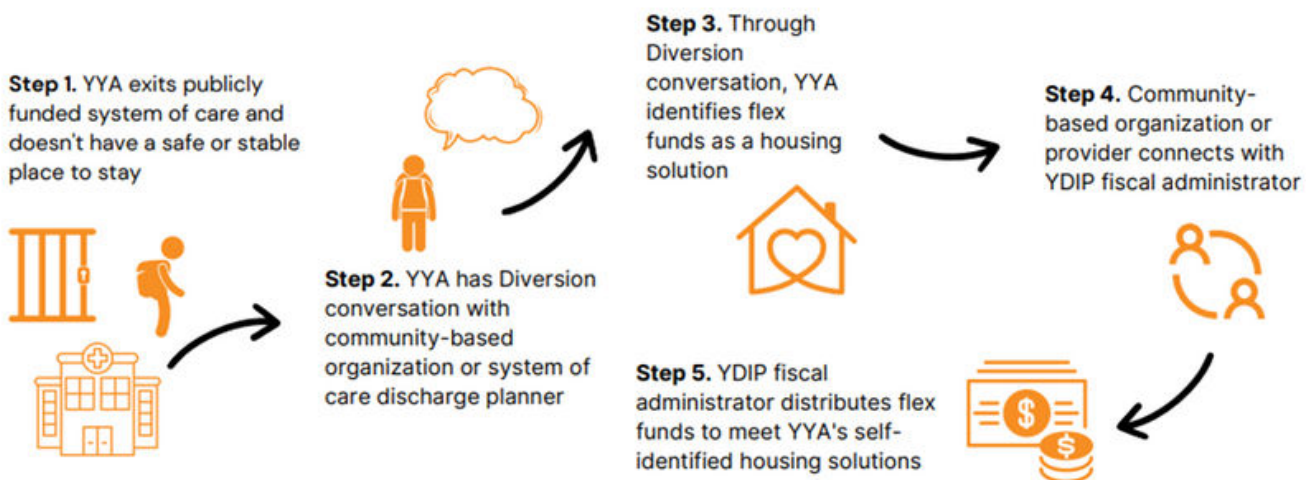 Step 1. YYA exits publicly
funded system of care and
doesn't have a safe or stable
place to stay
Step 2. YYA has Diversion
conversation with
community-based
organization or system of
care discharge planner
Step 3. Through
Diversion
conversation, YYA
identifies flex
funds as a housing
solution
Step 4. Community-
based organization or
provider connects with
YDIP fiscal administrator
Step 5. YDIP fiscal
administrator distributes flex
funds to meet YYA's self-
identified housing solutions
$
$